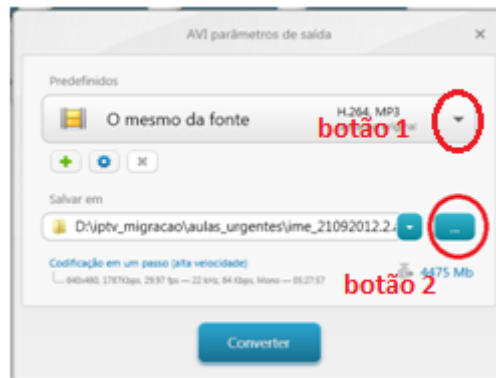 AVI parâmetros de saída
Predefinidos
O mesmo da fonte
H.264, MP3
botão 1
Salvar em
D:\iptv_migracao\aulas_urgentes\ime_21092012.2.
...
Codificação em um passo (alta velocidade)
640x480, 1787Kbps, 29.97 fps — 22 kHz, 64 Kbps, Mono — 05:27:57
4475 Mb
botão 2
Converter